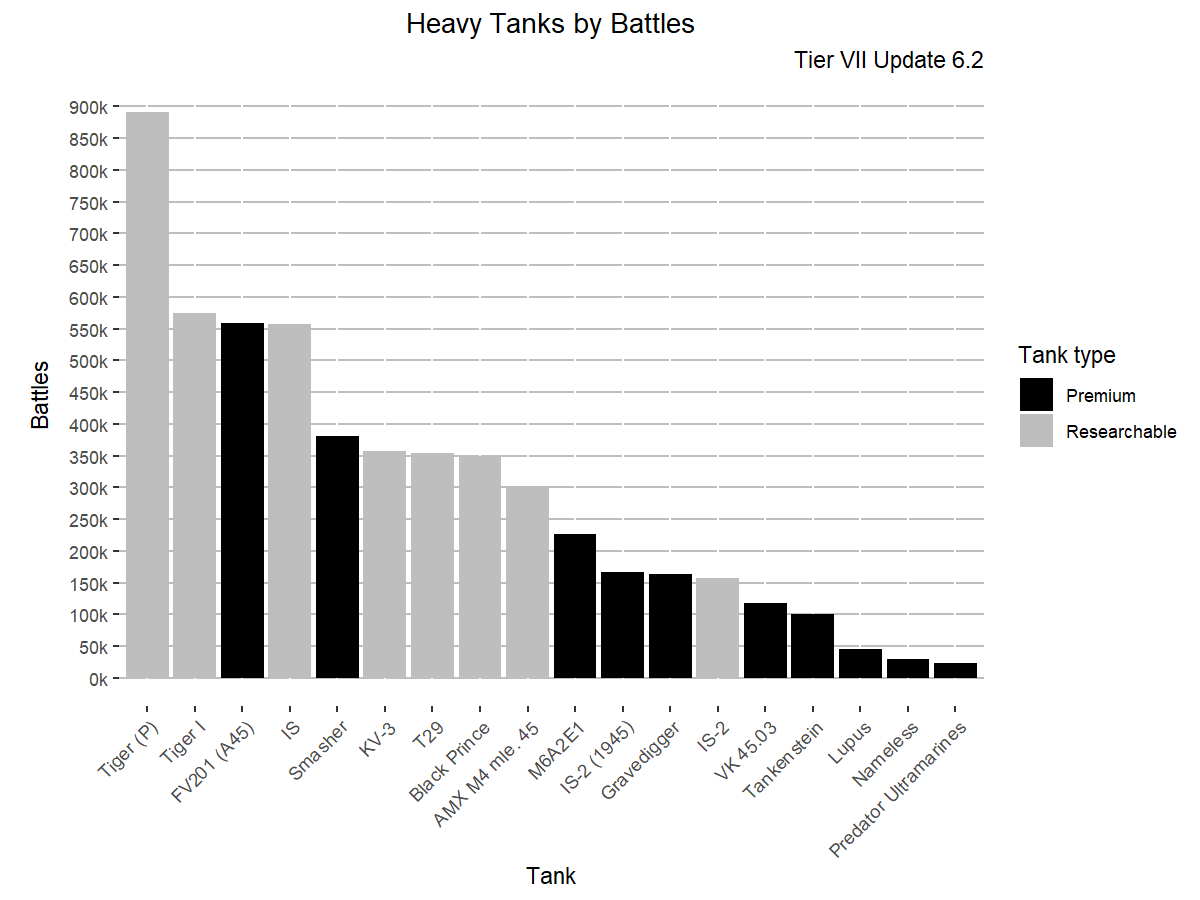 Heavy Tanks by Battles
Tier VII Update 6.2
900k
850k
800k
750k
700k
650k
600k
550k
500k
450k
400k
350k
300k
250k
200k
150k
100k
50k
0k
Battles
Tiger (P)
Tiger I
FV201 (A45)
IS
Smasher
KV-3
T29
Black Prince
AMX M4 mle. 45
M6A2E1
IS-2 (1945)
Gravedigger
IS-2
VK 45.03
Tankenstein
Lupus
Nameless
Predator Ultramarines
Tank
Tank type
Premium
Researchable